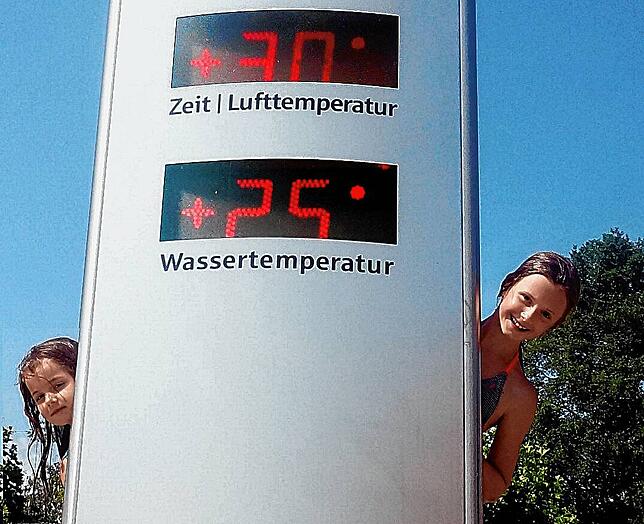 +30°
Zeit | Lufttemperatur
+25°
Wassertemperatur